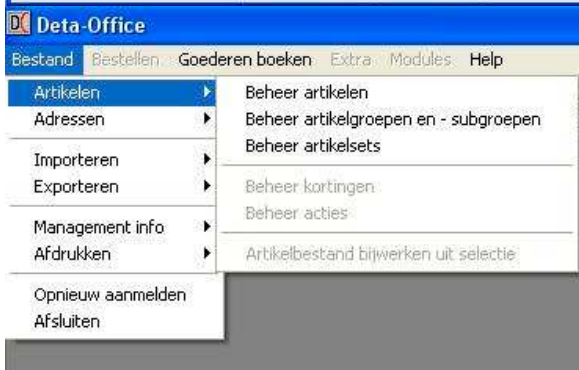 Deta-Office
Bestand Bestellen Goederen boeken Extra Modules Help
Artikelen
Adressen
Importeren
Exporteren
Management info
Afdrukken
Opnieuw aanmelden
Afsluiten
Beheer artikelen
Beheer artikelgroepen en - subgroepen
Beheer artikelsets
Beheer kortingen
Beheer acties
Artikelbestand bijwerken uit selectie